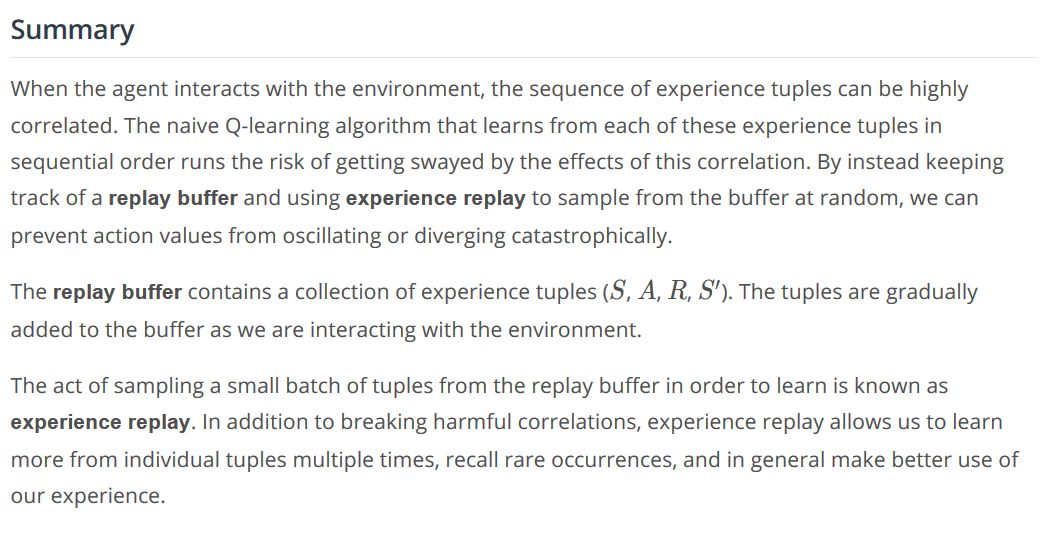 Summary
When the agent interacts with the environment, the sequence of experience tuples can be highly
correlated. The naive Q-learning algorithm that learns from each of these experience tuples in
sequential order runs the risk of getting swayed by the effects of this correlation. By instead keeping
track of a replay buffer and using experience replay to sample from the buffer at random, we can
prevent action values from oscillating or diverging catastrophically.
The replay buffer contains a collection of experience tuples (S, A, R, S'). The tuples are gradually
added to the buffer as we are interacting with the environment.
The act of sampling a small batch of tuples from the replay buffer in order to learn is known as
experience replay. In addition to breaking harmful correlations, experience replay allows us to learn
more from individual tuples multiple times, recall rare occurrences, and in general make better use of
our experience.